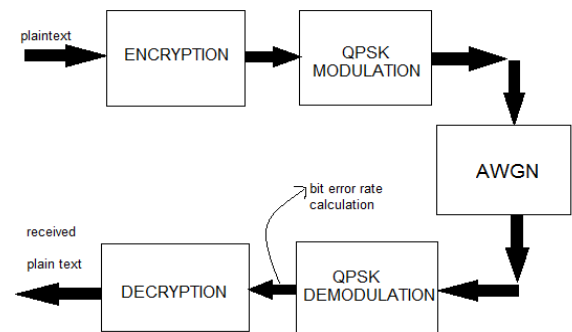 plaintext
ENCRYPTION
QPSK
MODULATION
AWGN
bit error rate
calculation
received
plain text
DECRYPTION
QPSK
DEMODULATION